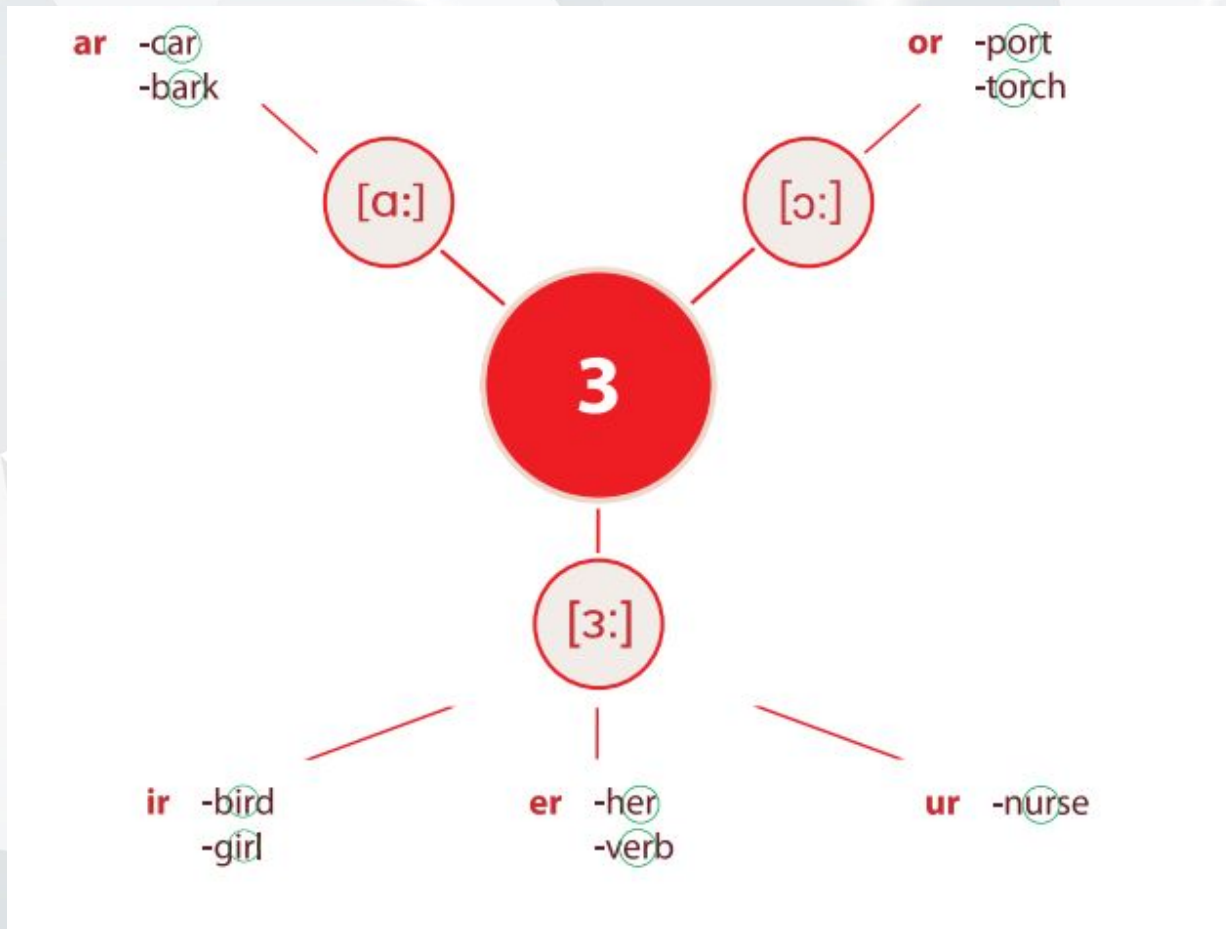 ar -car
-bark
or -port
-torch
[ɑ:]
[ɔ:]
3
[ɜ:]
ir -bird
-girl
er -her
-verb
ur -nurse